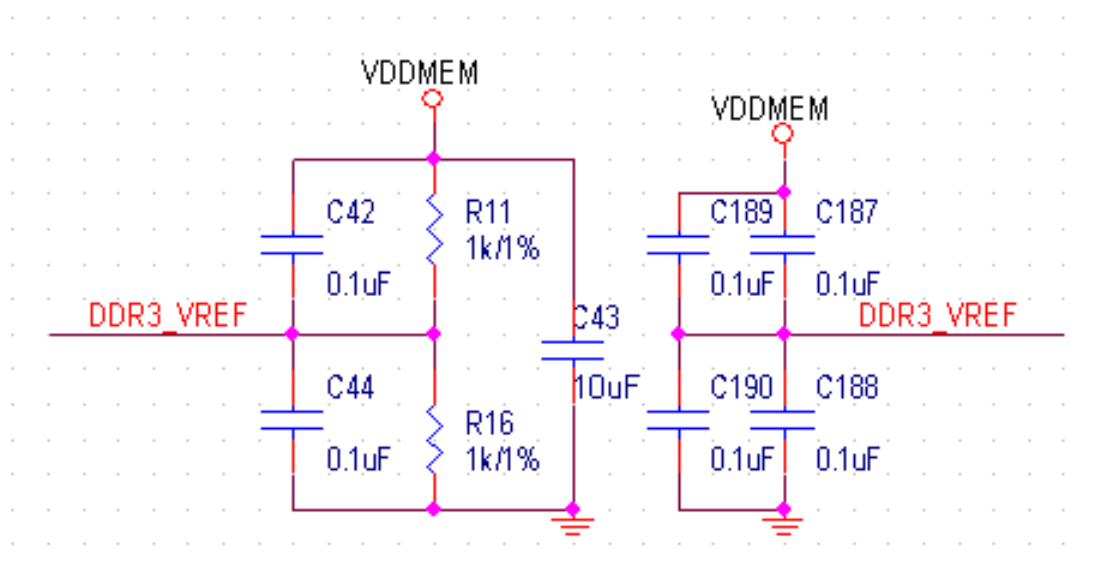 VDDMEM
VDDMEM
C42
R11
1k/1%
0.1uF
C189
C187
0.1uF
0.1uF
DDR3_VREF
C43
10uF
DDR3_VREF
C44
R16
0.1uF
1k/1%
C190
C188
0.1uF
0.1uF